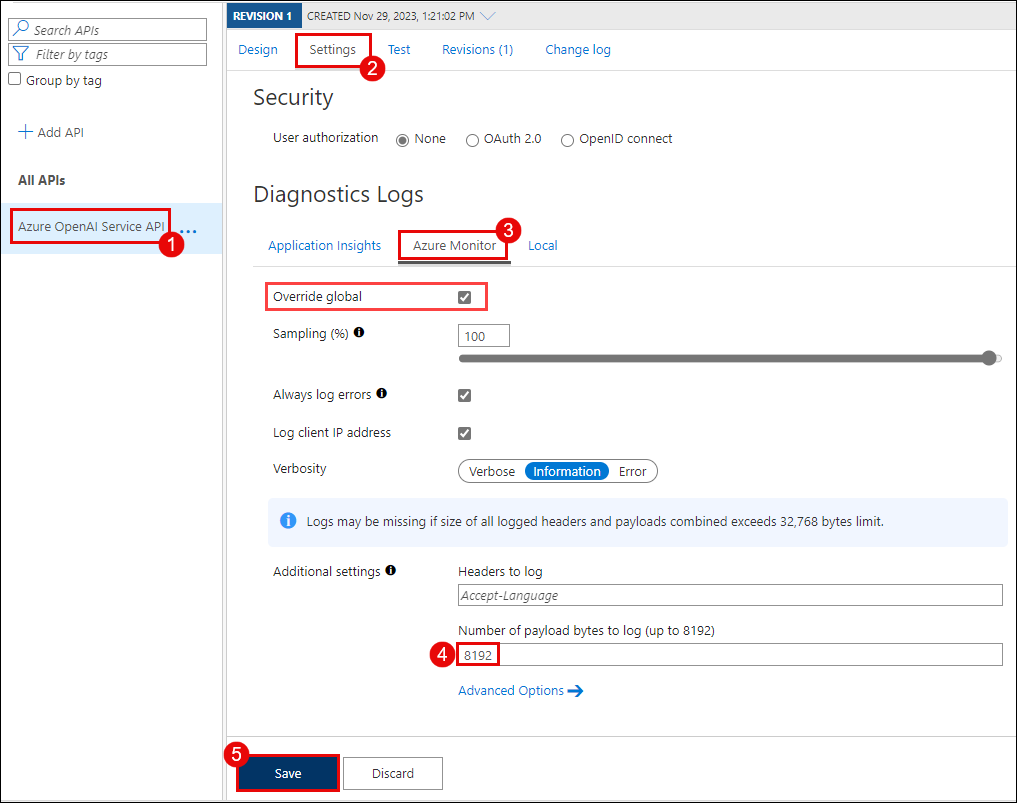 REVISION 1 CREATED Nov 29, 2023, 1:21:02 PM
Search APIs
Filter by tags
Group by tag
Add API
All APIs
Azure OpenAI Service API ...
1
Design Settings Test Revisions (1) Change log
2
Security
User authorization None OAuth 2.0 OpenID connect
Diagnostics Logs
3
Application Insights Azure Monitor Local
Override global
Sampling (%) 100
Always log errors
Log client IP address
Verbosity Verbose Information Error
Logs may be missing if size of all logged headers and payloads combined exceeds 32,768 bytes limit.
Additional settings Headers to log
Accept-Language
Number of payload bytes to log (up to 8192)
4 8192
Advanced Options
5
Save Discard